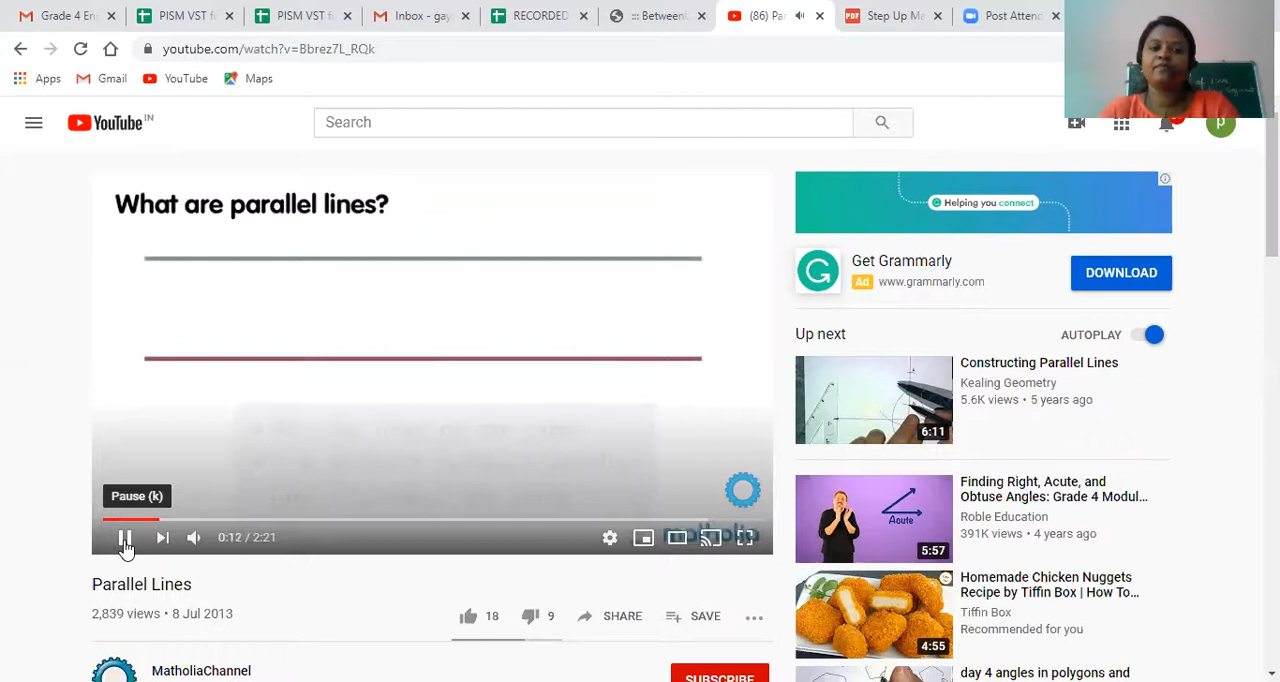 Grade 4 En
PISM VST f
PISM VST f
Inbox - gay
RECORDED
::: Between
(86) Pa
Step Up Ma
Post Atten
youtube.com/watch?v=Bbrez7L_RQk
Apps
Gmail
YouTube
Maps
YouTube IN
Search
p
What are parallel lines?
Pause (k)
0:12 / 2:21
matholia
Parallel Lines
2,839 views • 8 Jul 2013
18
9
SHARE
SAVE
MatholiaChannel
SUBSCRIBE
Helping you connect
Get Grammarly
Ad www.grammarly.com
DOWNLOAD
Up next
AUTOPLAY
Constructing Parallel Lines
Kealing Geometry
5.6K views • 5 years ago
6:11
Finding Right, Acute, and
Obtuse Angles: Grade 4 Modul...
Roble Education
391K views • 4 years ago
Acute
5:57
Homemade Chicken Nuggets
Recipe by Tiffin Box | How To...
Tiffin Box
Recommended for you
4:55
day 4 angles in polygons and